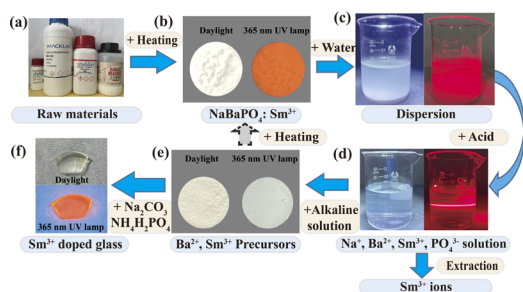 (a)
Raw materials
+ Heating
(b)
Daylight
365 nm UV lamp
NaBaPO₄: Sm³⁺
+ Water
(c)
Dispersion
+ Acid
(d)
Na⁺, Ba²⁺, Sm³⁺, PO₄³⁻ solution
Extraction
Sm³⁺ ions
+Alkaline
solution
(e)
Daylight
365 nm UV lamp
Ba²⁺, Sm³⁺ Precursors
+ Heating
+ Na₂CO₃
NH₄H₂PO₄
(f)
Daylight
365 nm UV lamp
Sm³⁺ doped glass